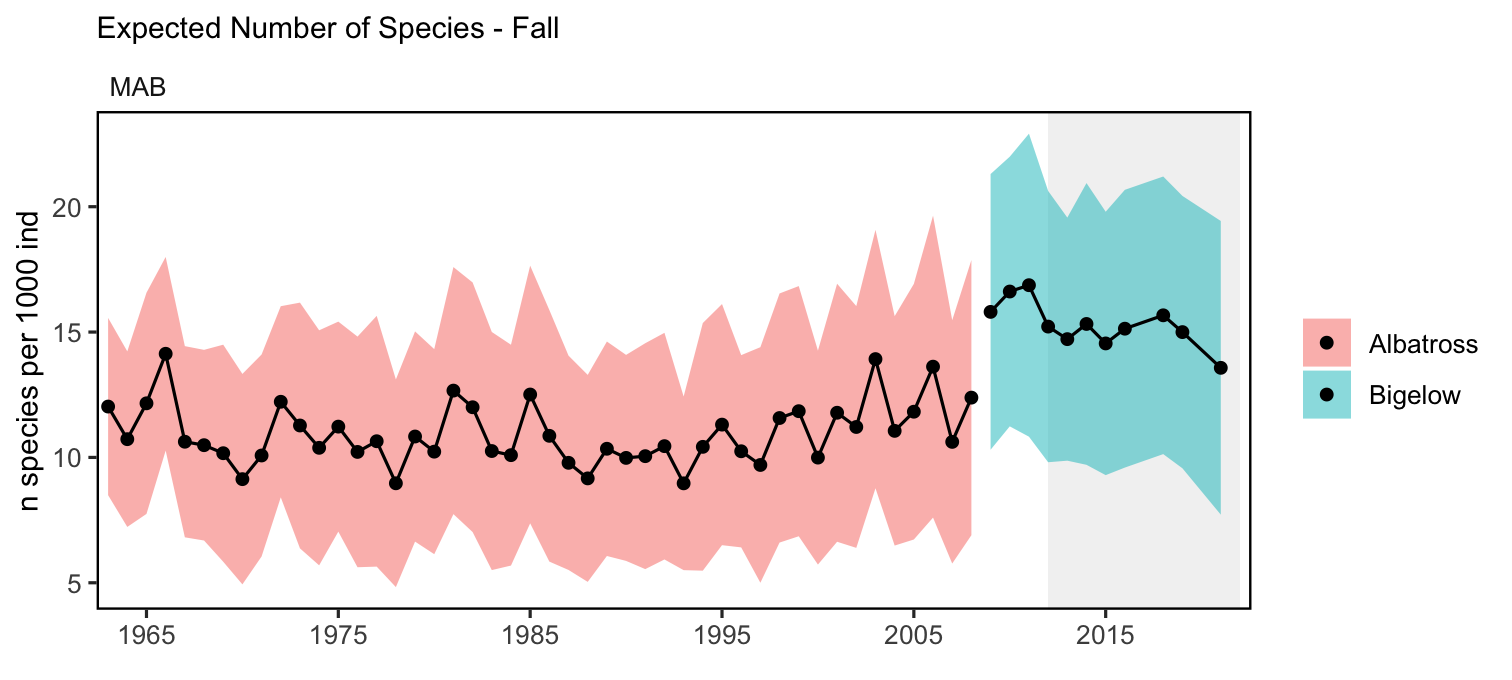 Expected Number of Species - Fall
MAB
n species per 1000 ind
20
15
10
5
1965 1975 1985 1995 2005 2015
Albatross
Bigelow